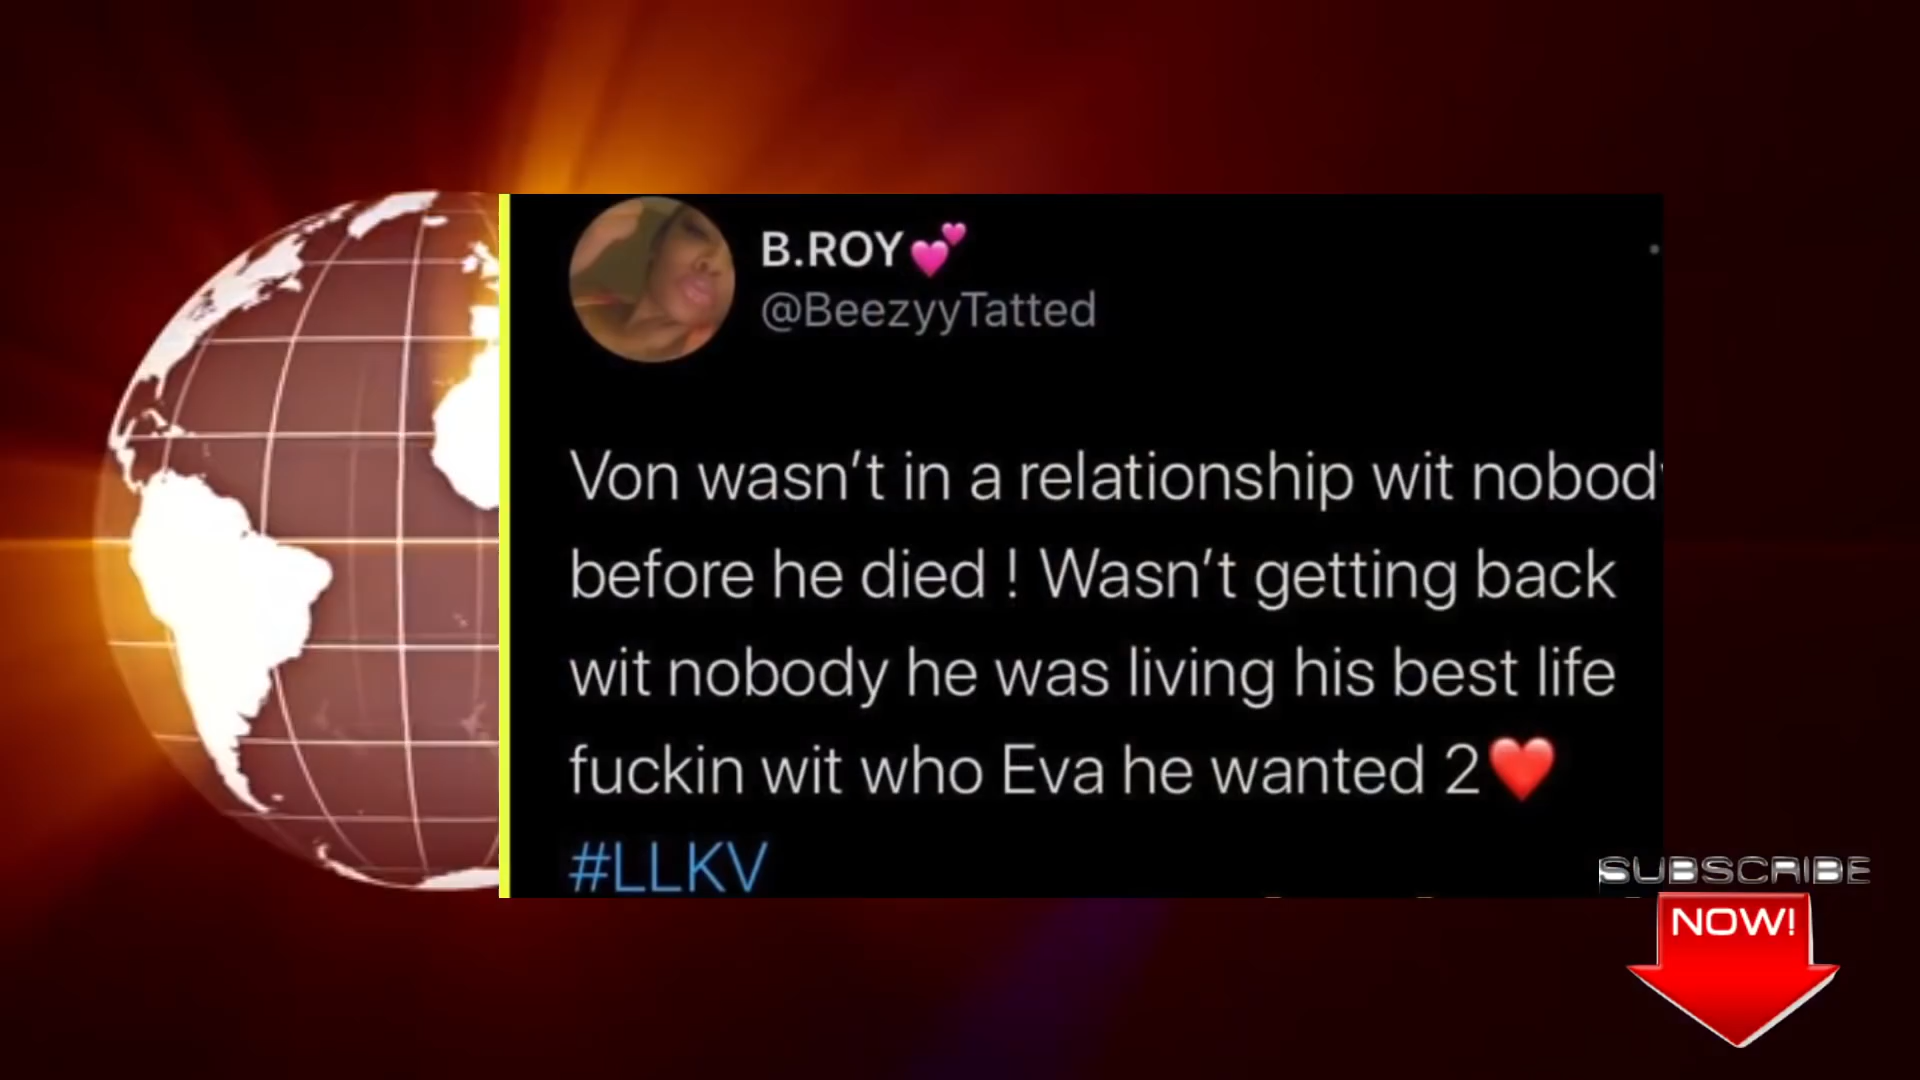 B.ROY💕
@BeezyyTatted
Von wasn't in a relationship wit
before he died ! Wasn't getting back
wit nobody he was living his best life
fuckin wit who Eva he wanted 2❤️
#LLKV
SUBSCRIBE
NOW!